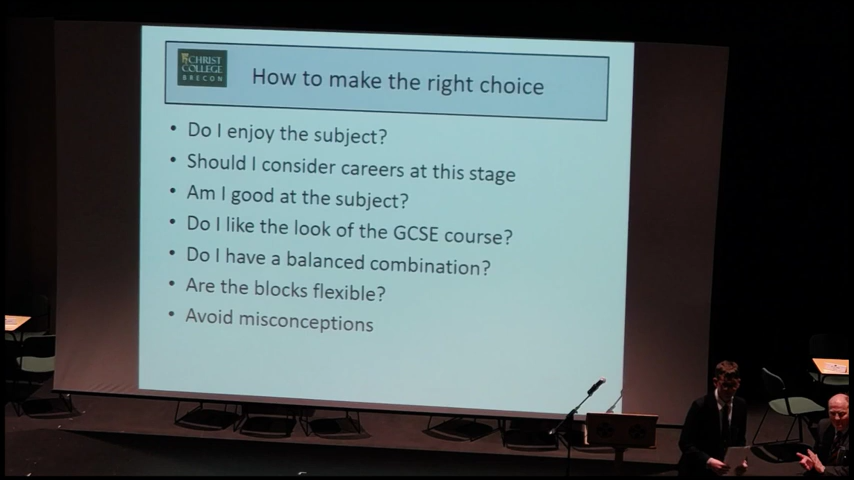 CHRIST
COLLEGE
BRECON
How to make the right choice
• Do I enjoy the subject?
• Should I consider careers at this stage
• Am I good at the subject?
• Do I like the look of the GCSE course?
• Do I have a balanced combination?
• Are the blocks flexible?
• Avoid misconceptions